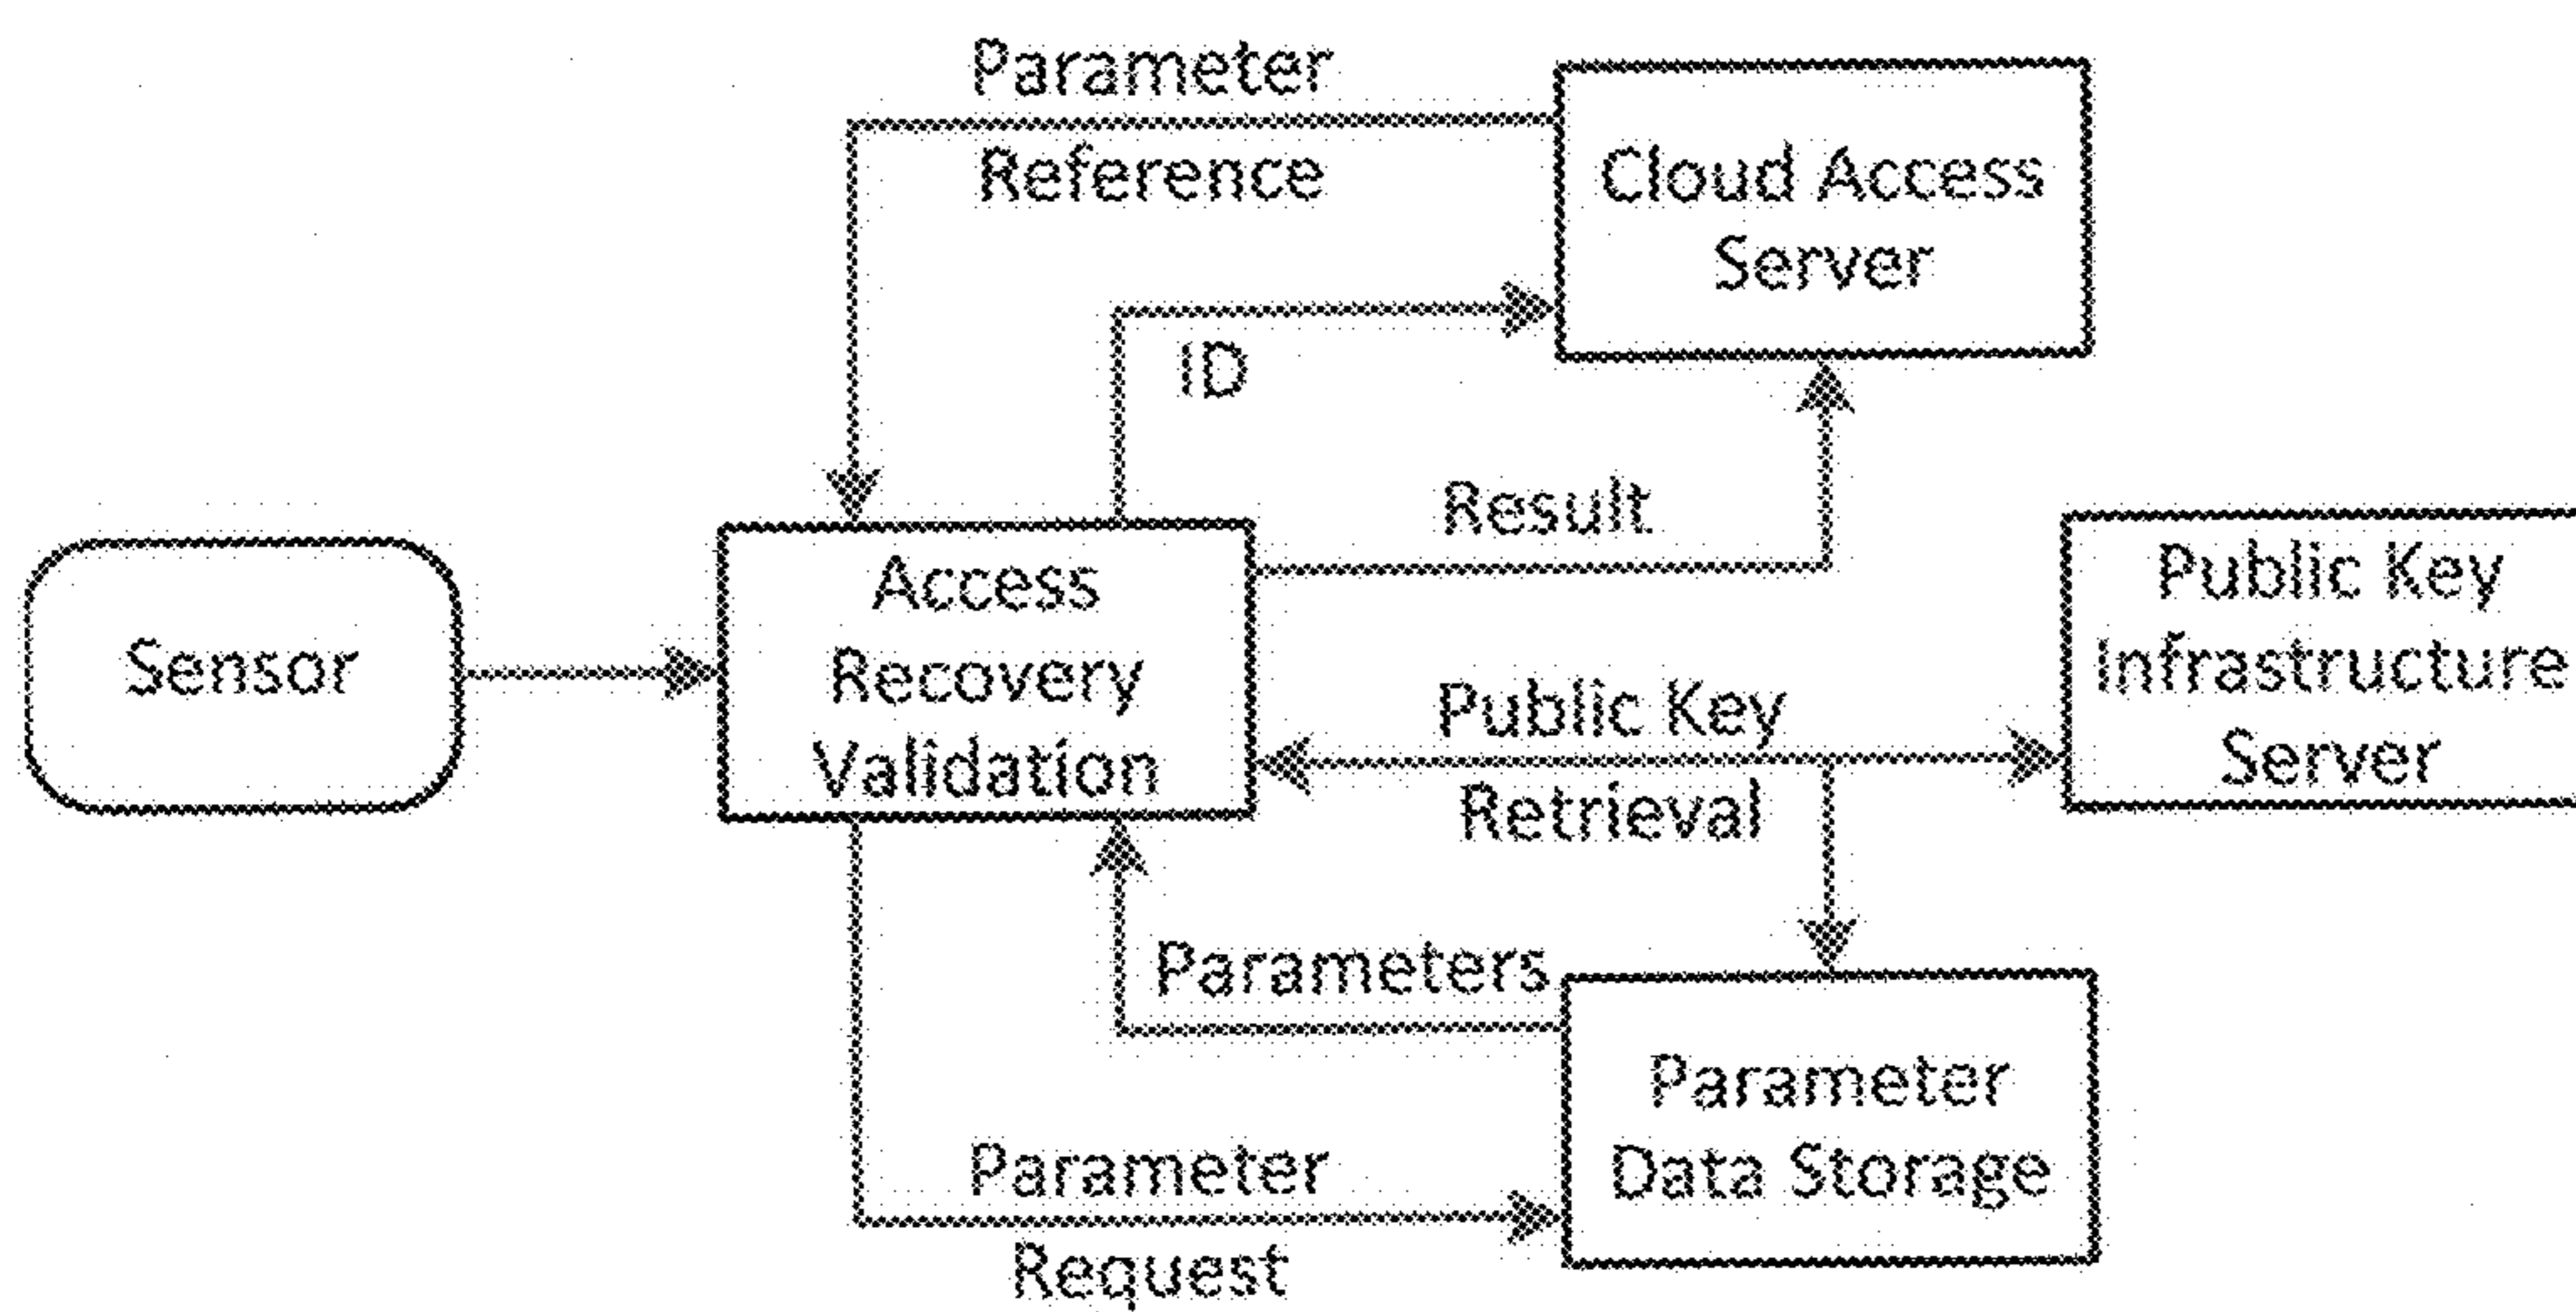 Parameter
Reference
Cloud Access
Server
ID
Result
Sensor
Access
Recovery
Validation
Public Key
Retrieval
Public Key
Infrastructure
Server
Parameters
Parameter
Data Storage
Parameter
Request